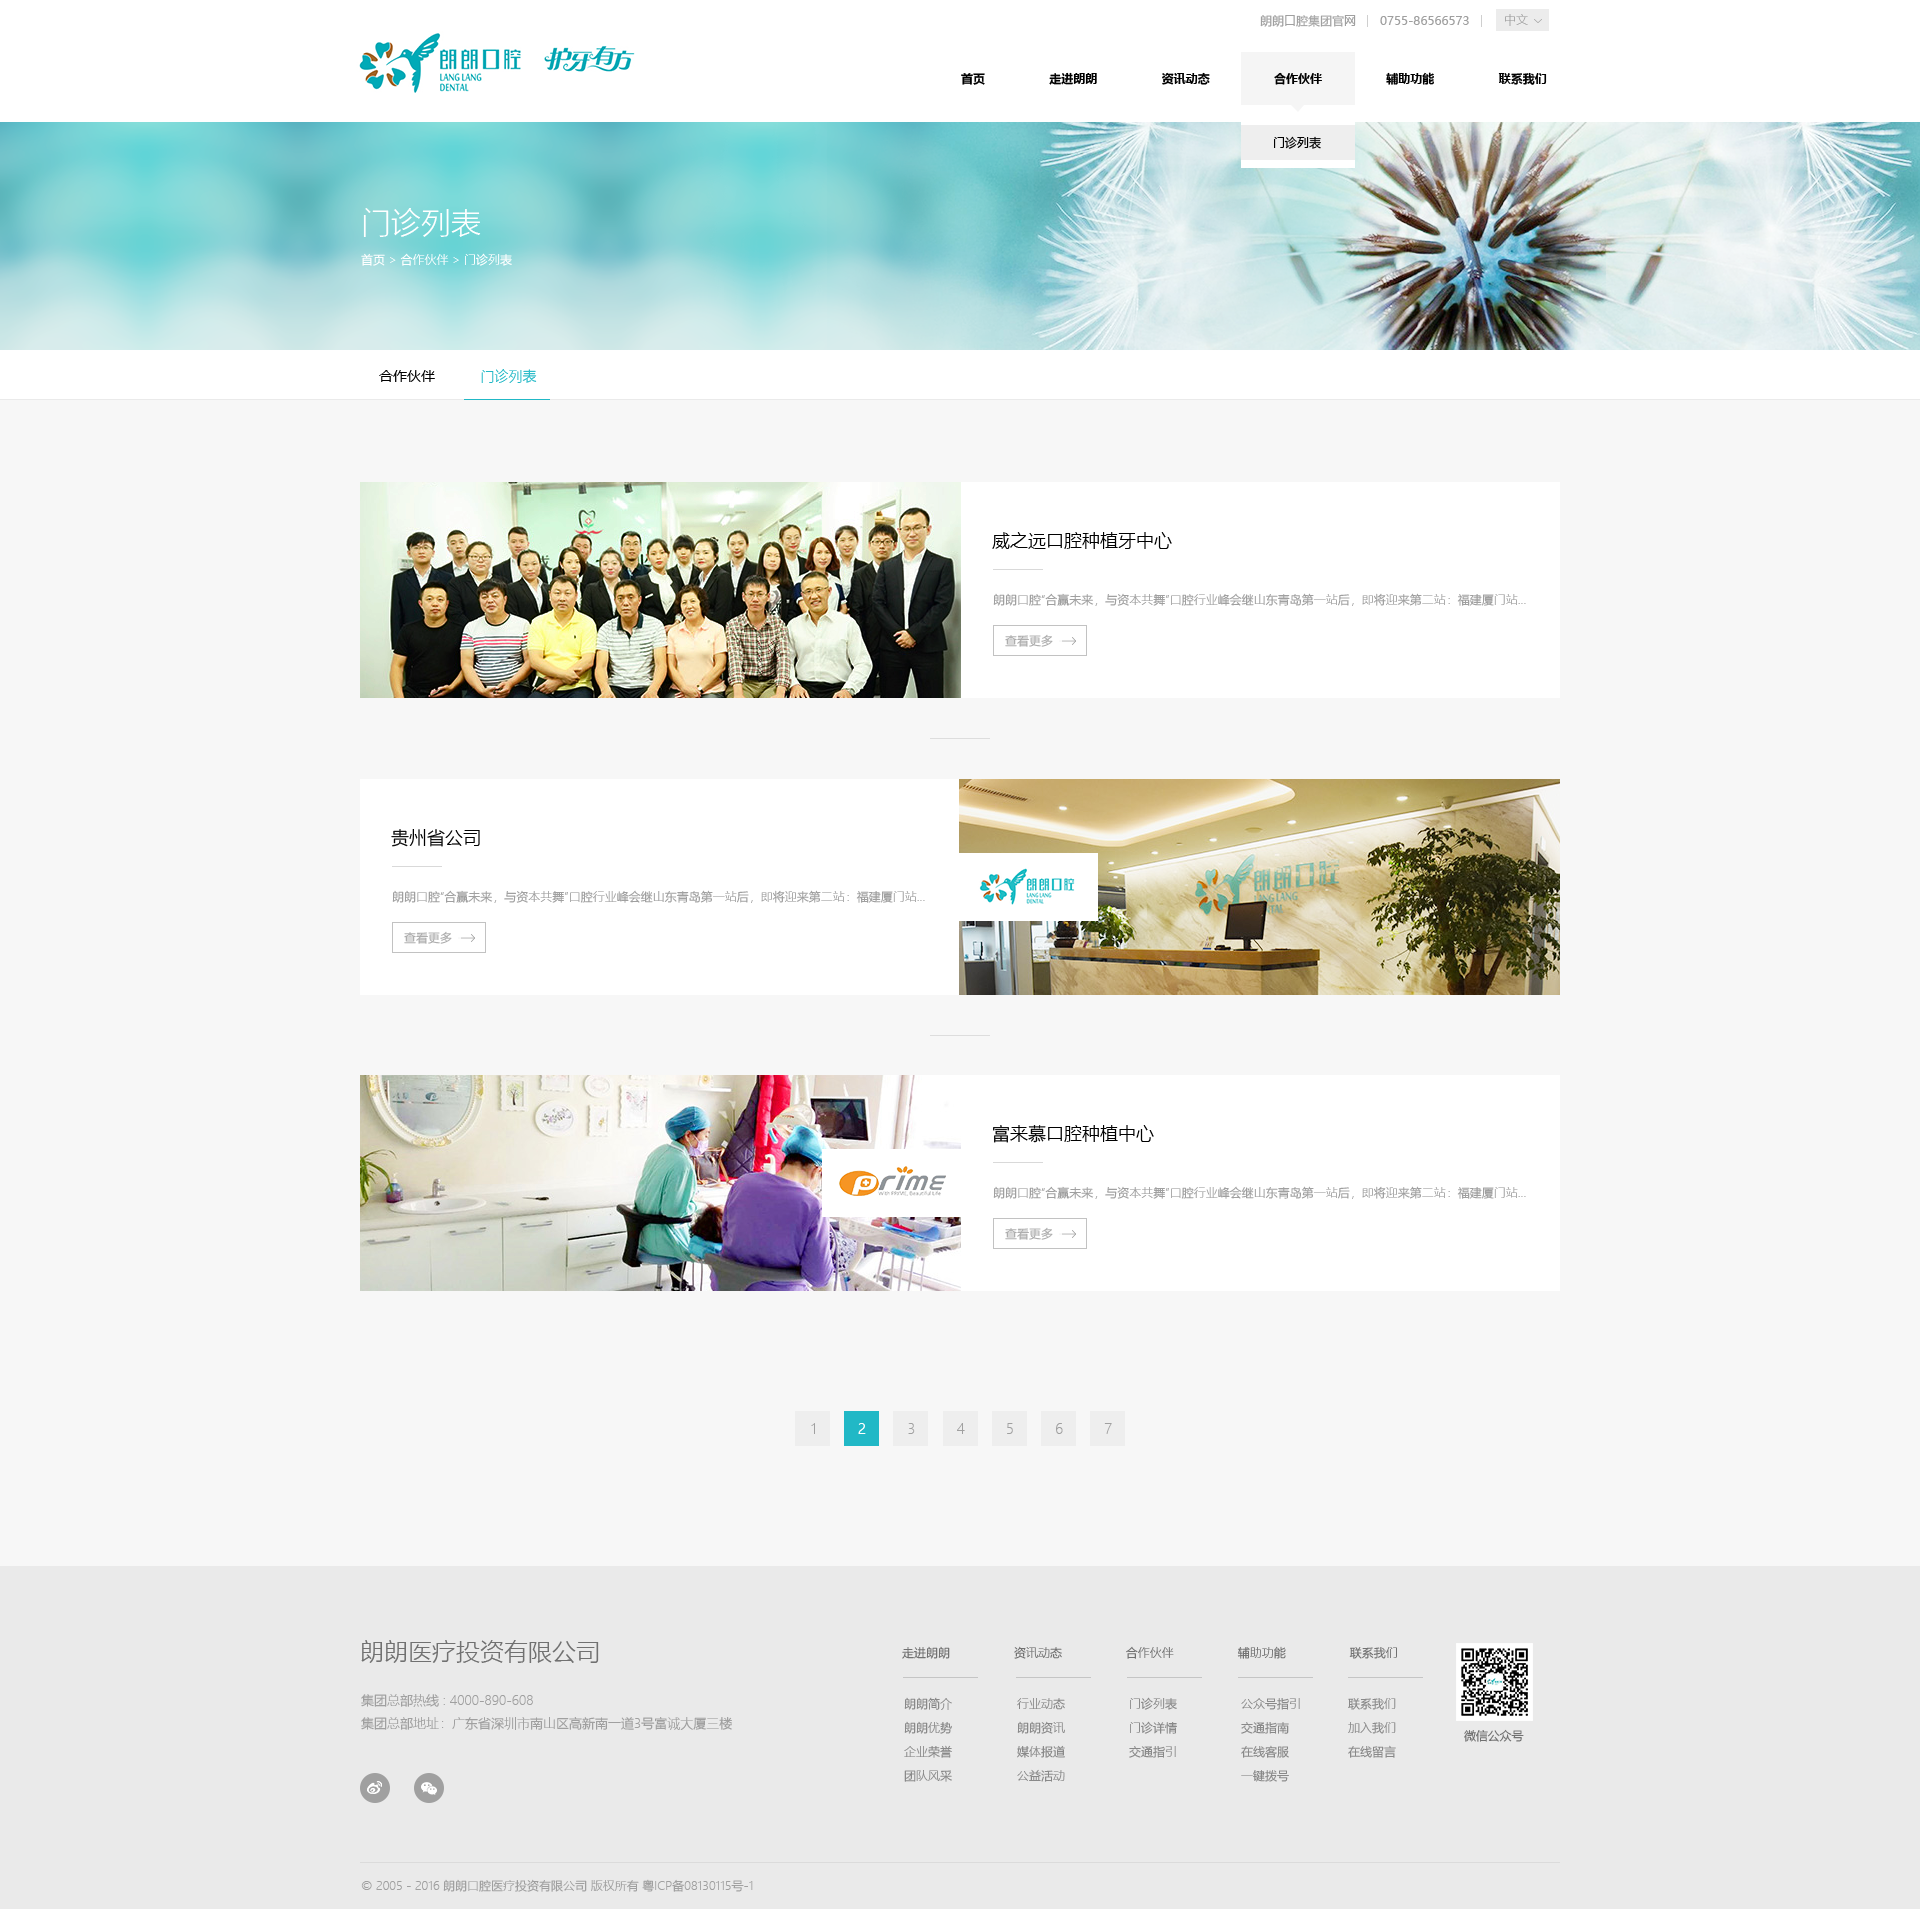 朗朗口腔集团官网 | 0755-86566573 | 中文
朗朗口腔
LANG LANG
DENTAL
护牙有方
首页 走进朗朗 资讯动态 合作伙伴 辅助功能 联系我们
门诊列表
门诊列表
首页 > 合作伙伴 > 门诊列表
合作伙伴 门诊列表
威之远口腔种植牙中心
朗朗口腔“合赢未来，与资本共舞”口腔行业峰会继山东青岛第一站后，即将迎来第二站：福建厦门站...
查看更多
贵州省公司
朗朗口腔“合赢未来，与资本共舞”口腔行业峰会继山东青岛第一站后，即将迎来第二站：福建厦门站...
查看更多
朗朗口腔
LANG LANG
DENTAL
朗朗口腔
LANG LANG
DENTAL
富来慕口腔种植中心
朗朗口腔“合赢未来，与资本共舞”口腔行业峰会继山东青岛第一站后，即将迎来第二站：福建厦门站...
查看更多
Prime
1 2 3 4 5 6 7
朗朗医疗投资有限公司
集团总部热线 : 4000-890-608
集团总部地址 : 广东省深圳市南山区高新南一道3号富诚大厦三楼
走进朗朗 资讯动态 合作伙伴 辅助功能 联系我们
朗朗简介 行业动态 门诊列表 公众号指引 联系我们
朗朗优势 朗朗资讯 门诊详情 交通指南 加入我们
企业荣誉 媒体报道 交通指引 在线客服 在线留言
团队风采 公益活动 一键拨号
微信公众号
© 2005 - 2016 朗朗口腔医疗投资有限公司 版权所有 粤ICP备08130115号-1